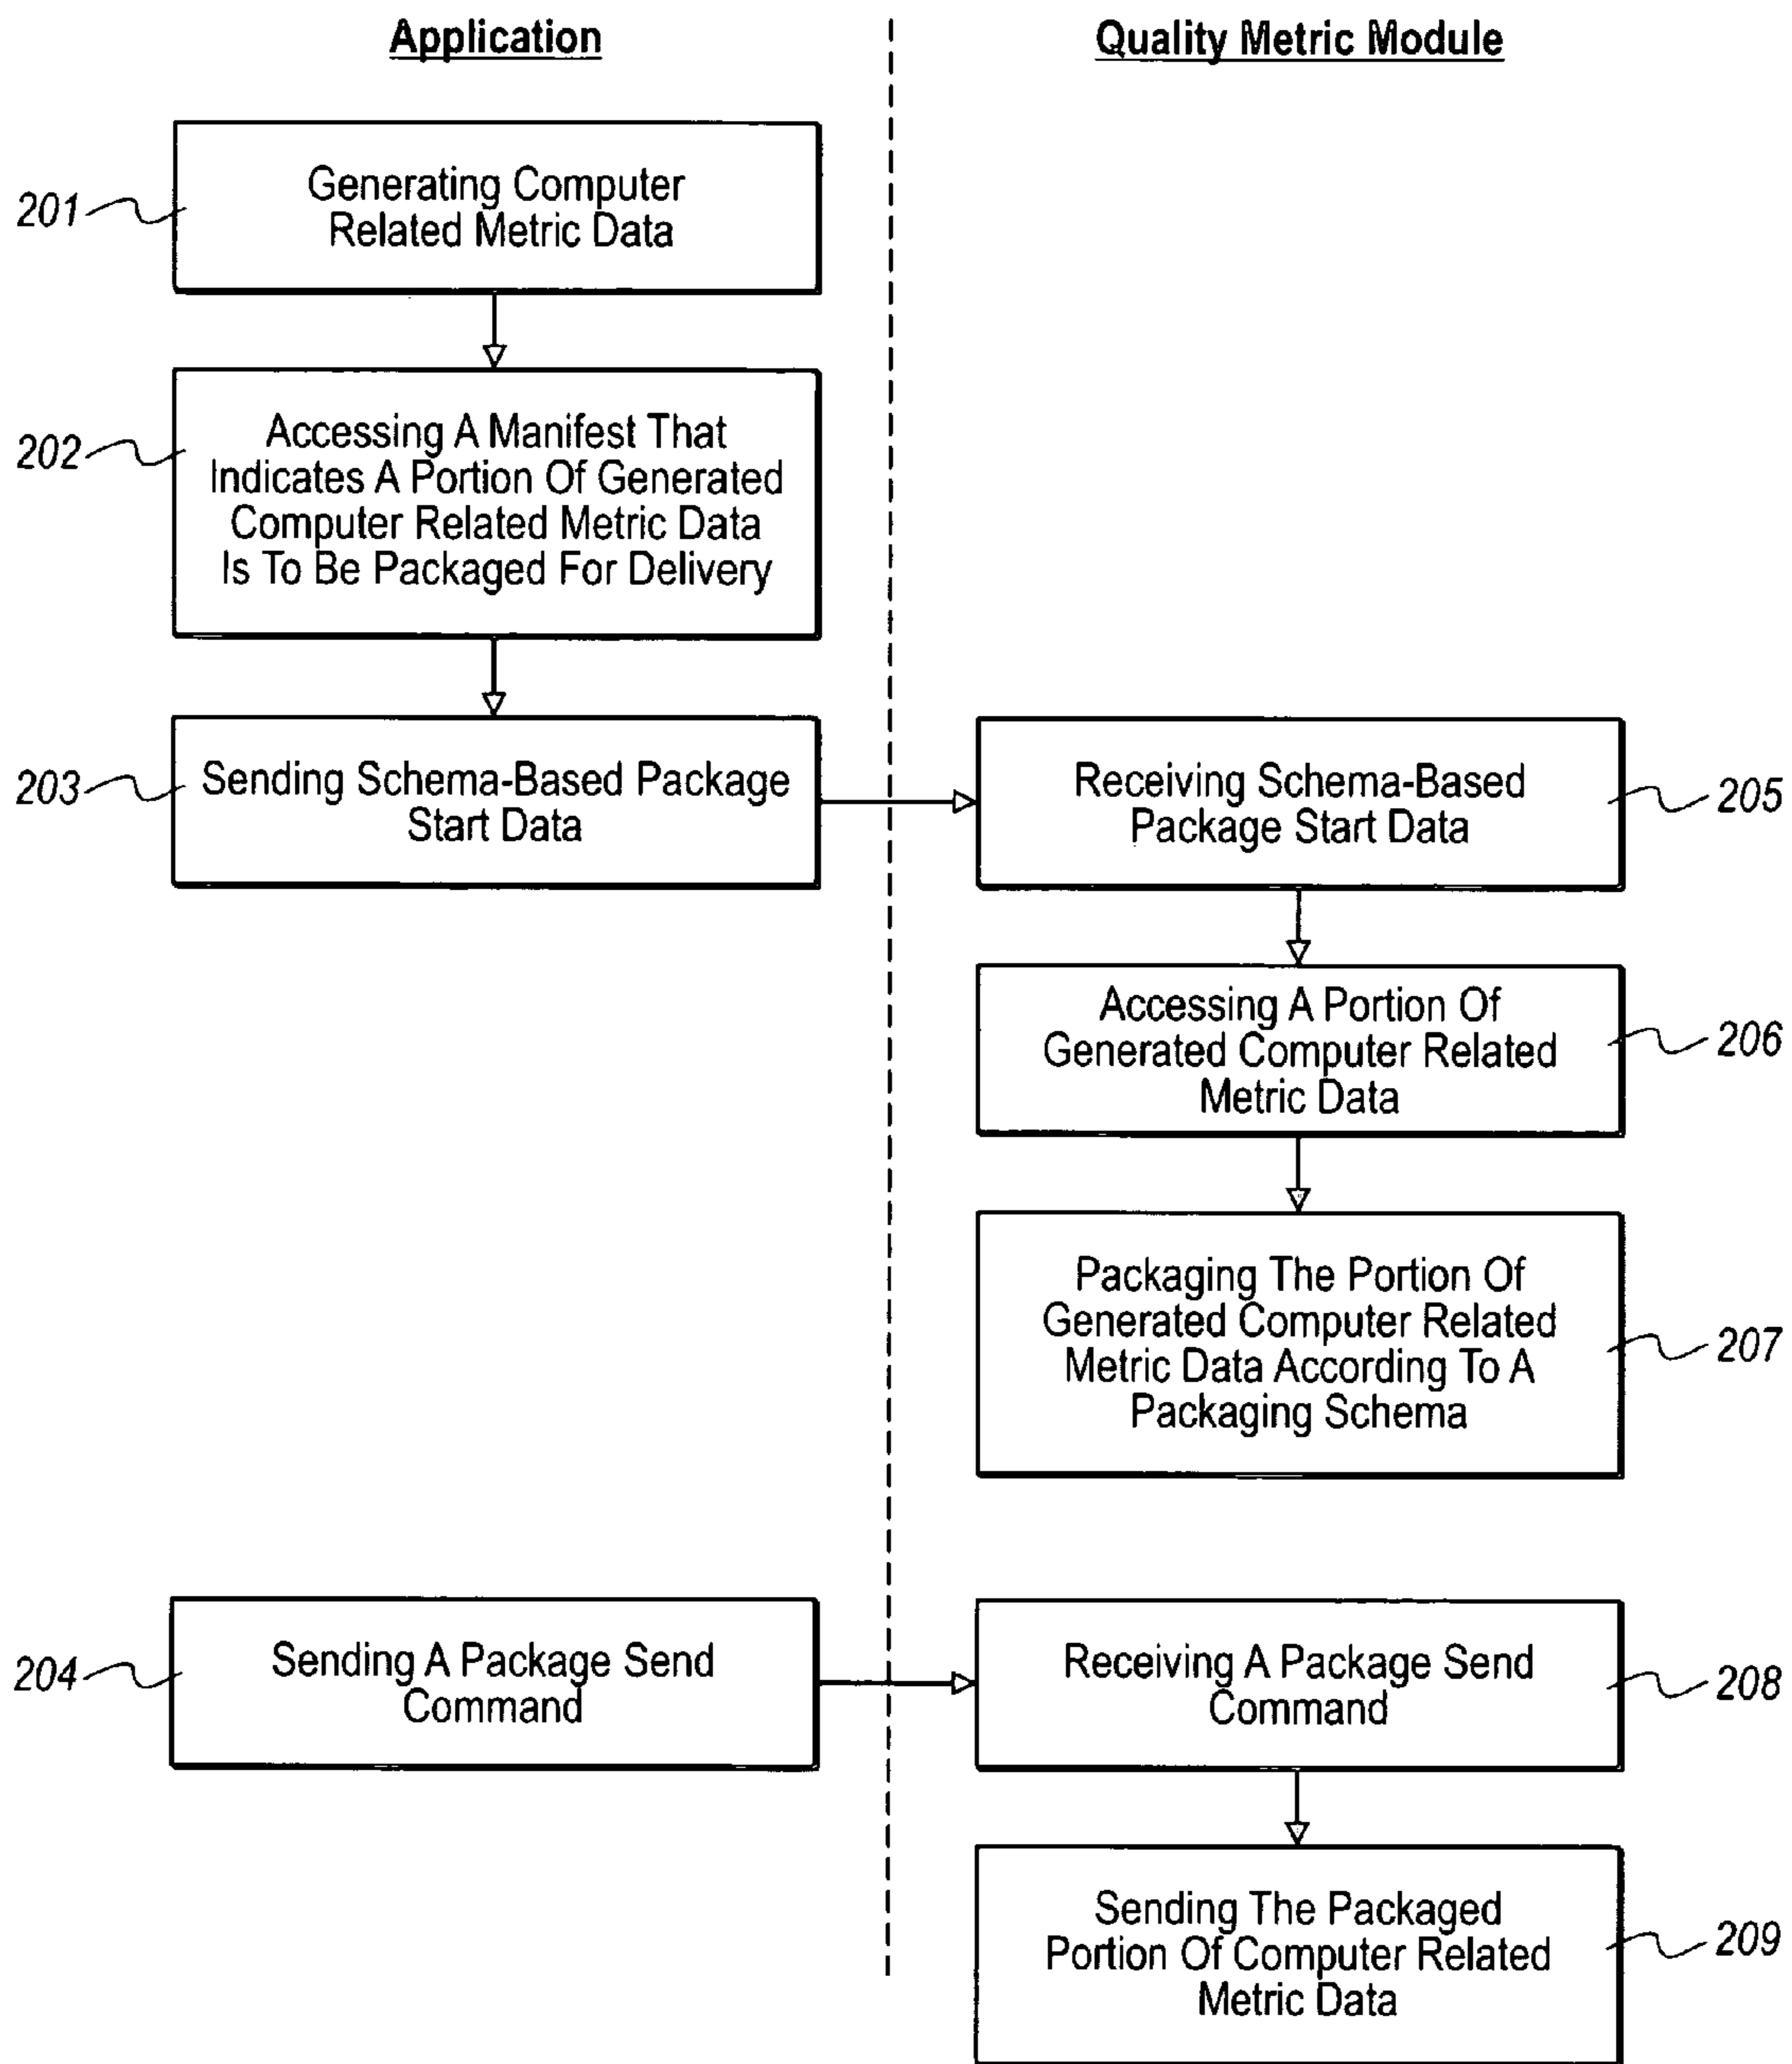 Application
Quality Metric Module
201
Generating Computer
Related Metric Data
202
Accessing A Manifest That
Indicates A Portion Of Generated
Computer Related Metric Data
Is To Be Packaged For Delivery
203
Sending Schema-Based Package
Start Data
Receiving Schema-Based
Package Start Data
205
Accessing A Portion Of
Generated Computer Related
Metric Data
206
Packaging The Portion Of
Generated Computer Related
Metric Data According To A
Packaging Schema
207
204
Sending A Package Send
Command
Receiving A Package Send
Command
208
Sending The Packaged
Portion Of Computer Related
Metric Data
209